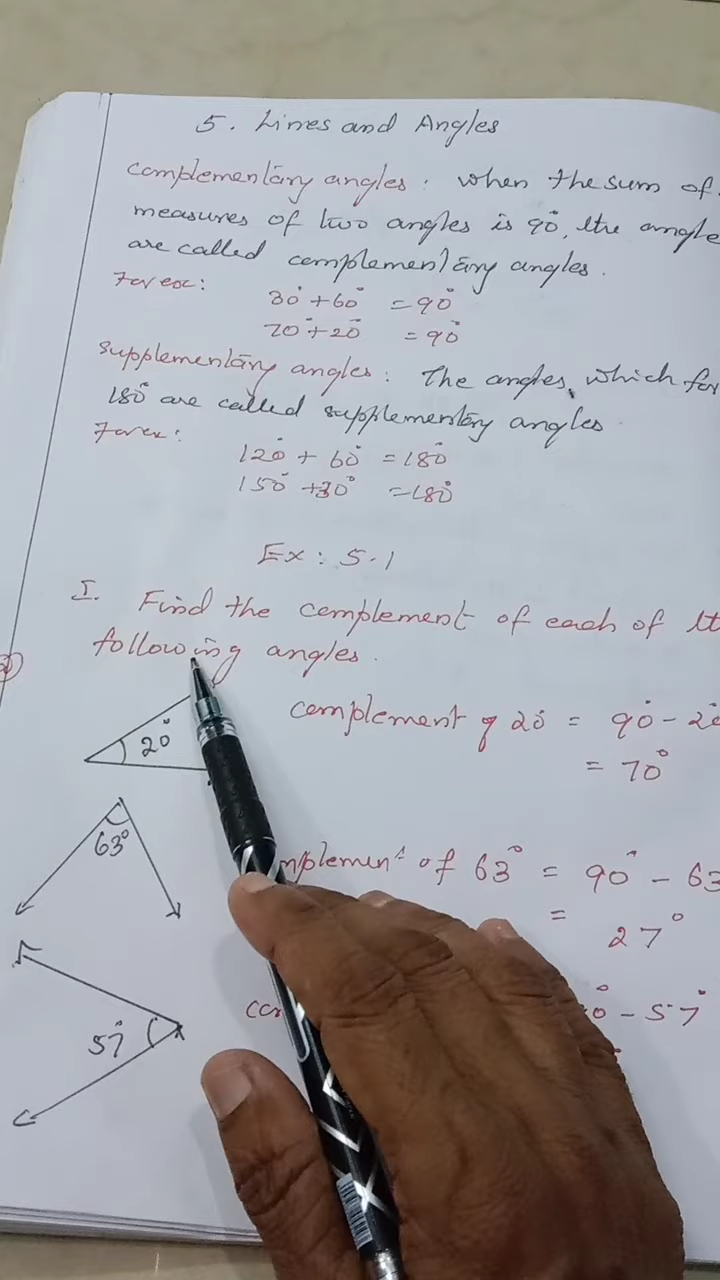 5. Lines and Angles
complementary angles: when the sum of
measures of two angles is 90°, the angle
are called complementary angles.
For ex:
30° + 60° = 90°
70° + 20° = 90°
supplementary angles: The angles, which for
180° are called supplementary angles
For ex:
120° + 60° = 180°
150° + 30° = 180°
Ex: 5.1
I. Find the complement of each of
following angles.
20° complement of 20° = 90° - 20
= 70°
63° mplement of 63° = 90° - 63
= 27°
57° - 57°